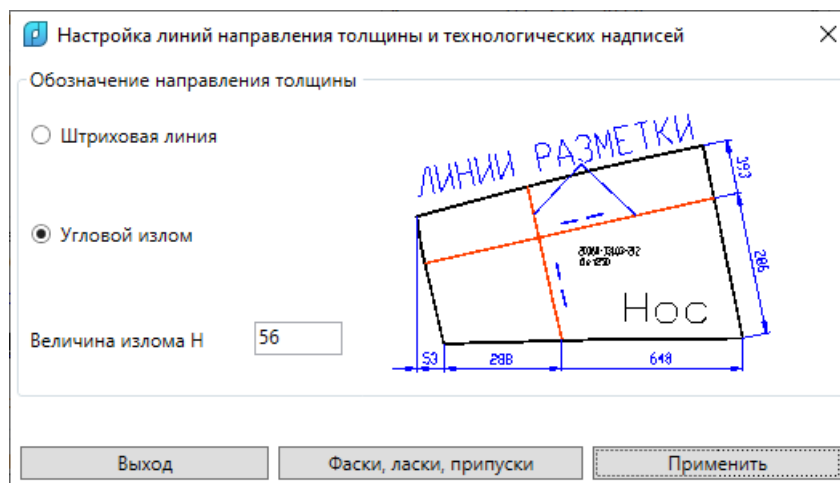 Настройка линий направления толщины и технологических надписей
Обозначение направления толщины
Штриховая линия
Угловой излом
Величина излома H
56
ЛИНИИ РАЗМЕТКИ
393
286
Нос
53
288
648
Выход
Фаски, ласки, припуски
Применить